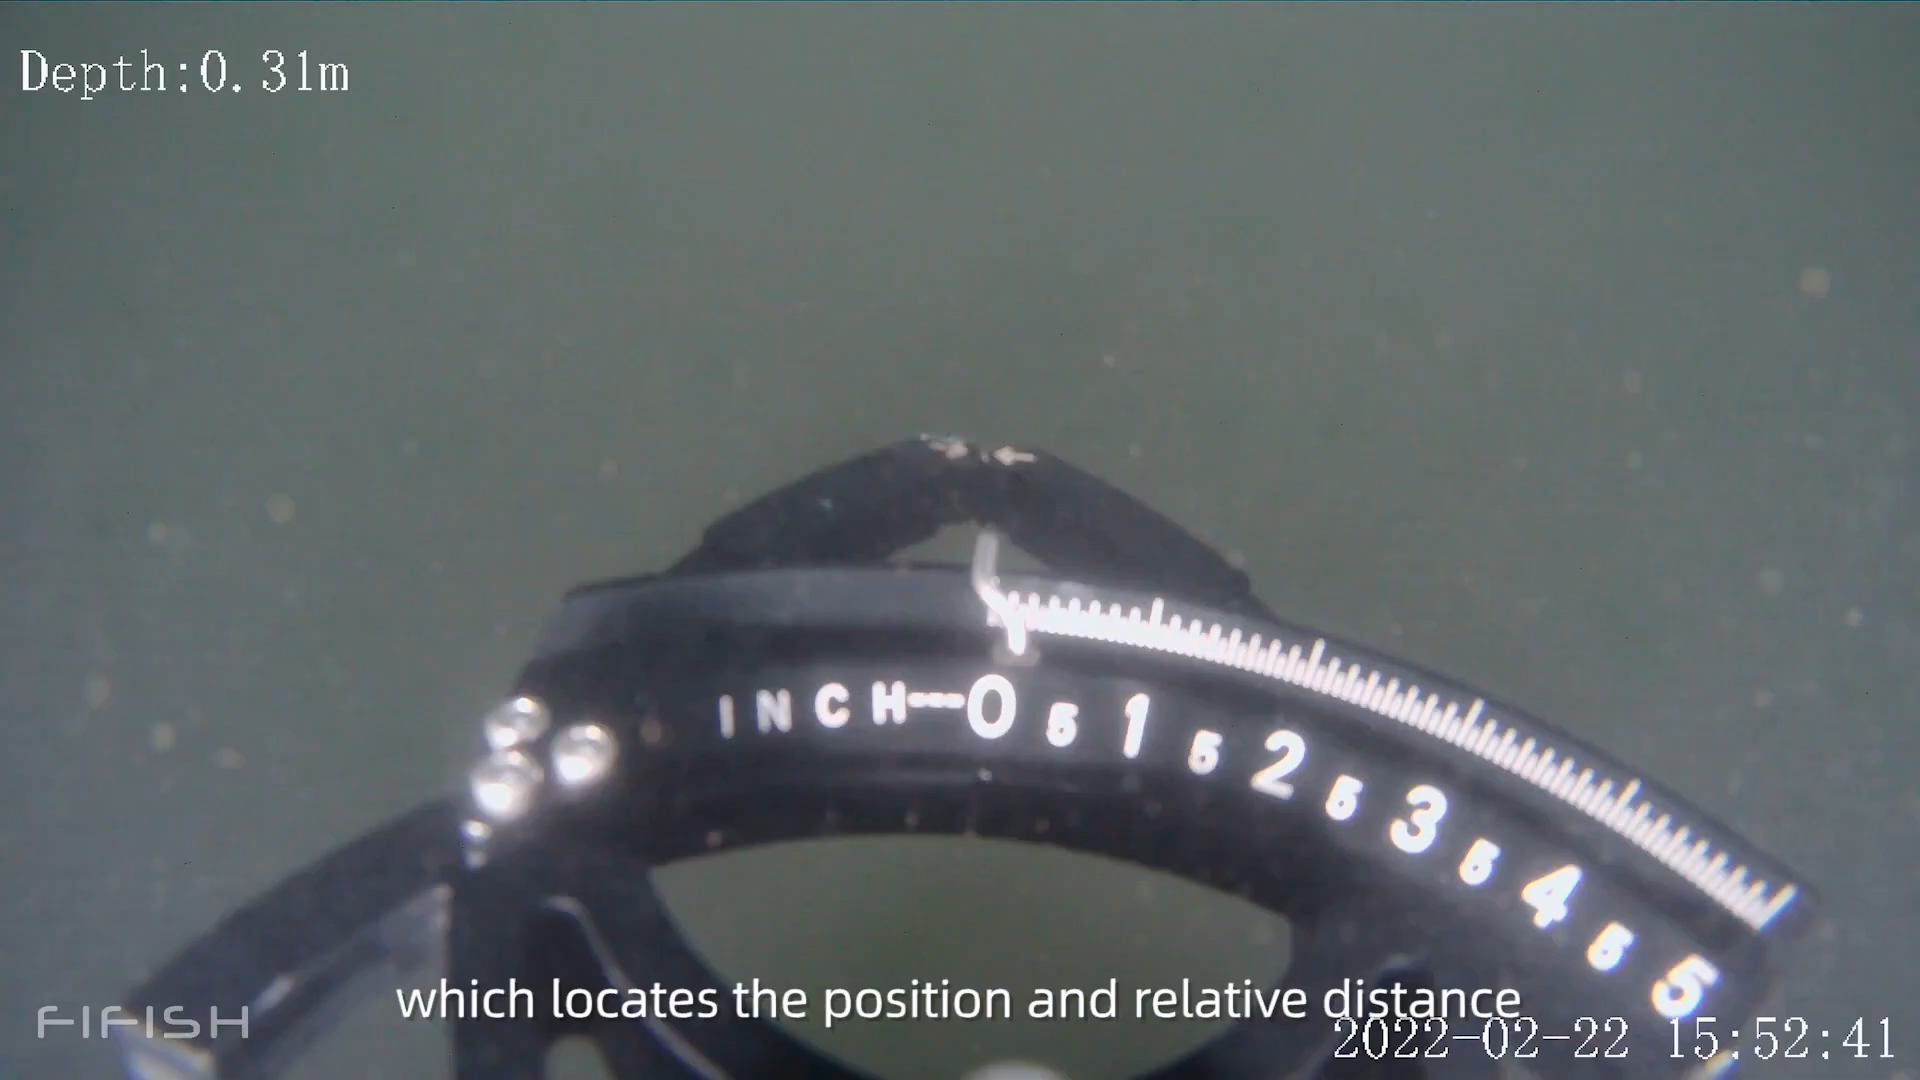 Depth:0.31m
INCH 0 5 1 5 2 5 3 5 4 5 5
which locates the position and relative distance
FIFISH
2022-02-22 15:52:41